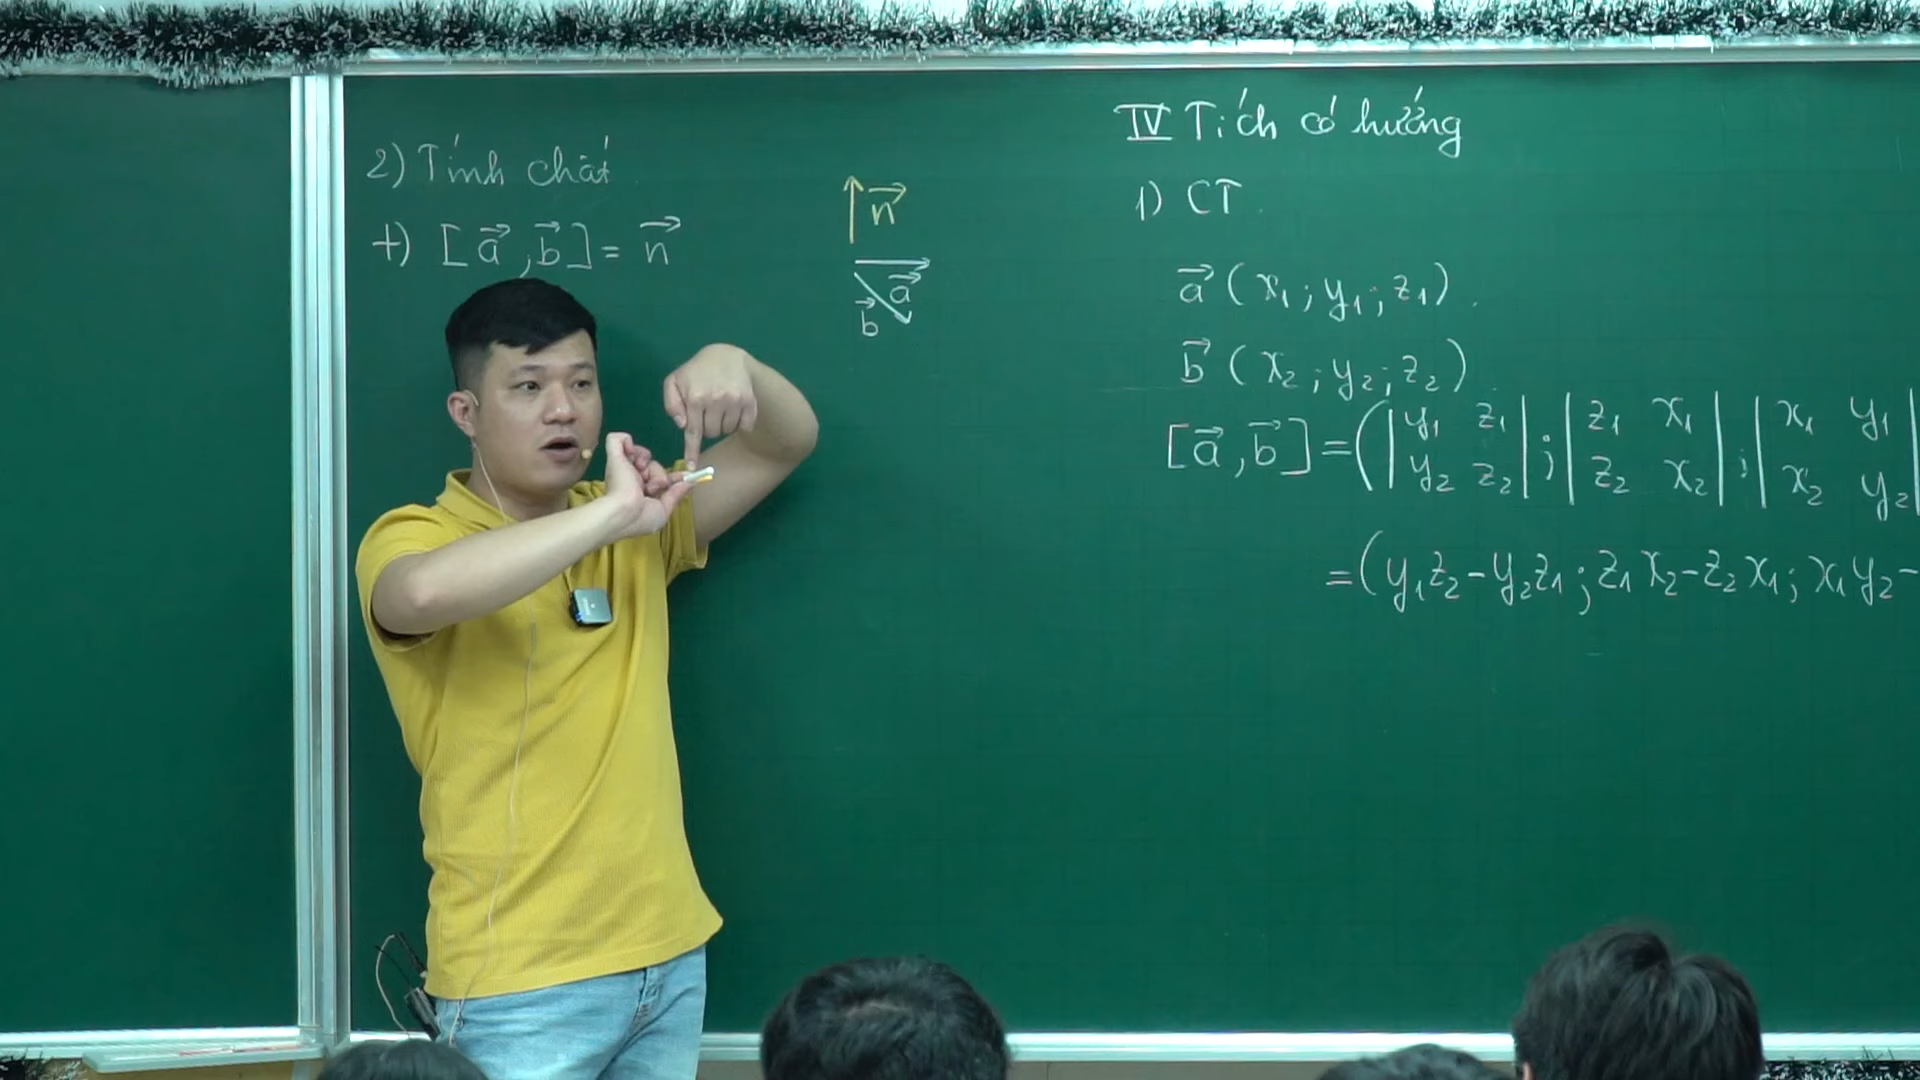 2) Tính chất
+) [a⃗, b⃗] = n⃗
n⃗
a⃗
b⃗
IV Tích có hướng
1) CT.
a⃗ (x₁; y₁; z₁).
b⃗ (x₂; y₂; z₂)
[a⃗, b⃗] = (|y₁ z₁| ; |z₁ x₁| ; |x₁ y₁|
|y₂ z₂| |z₂ x₂| |x₂ y₂|
= (y₁z₂ - y₂z₁; z₁x₂ - z₂x₁; x₁y₂ -